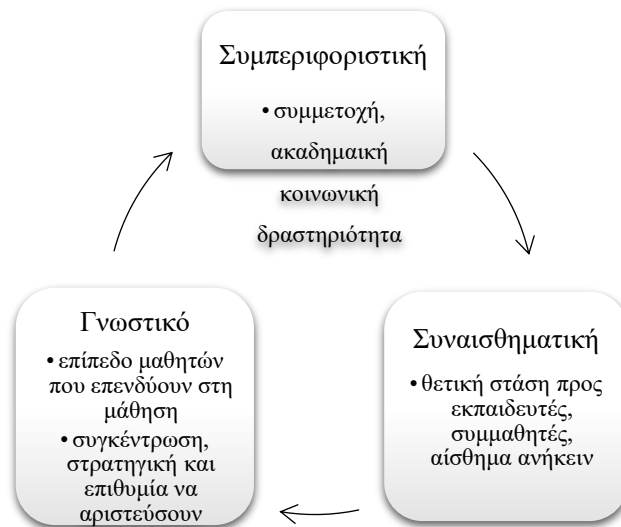 Συμπεριφοριστική
• συμμετοχή,
ακαδημαική
κοινωνική
δραστηριότητα
Συναισθηματική
• θετική στάση προς
εκπαιδευτές,
συμμαθητές,
αίσθημα ανήκειν
Γνωστικό
• επίπεδο μαθητών
που επενδύουν στη
μάθηση
• συγκέντρωση,
στρατηγική και
επιθυμία να
αριστεύσουν